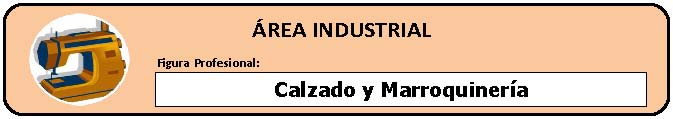 ÁREA INDUSTRIAL
Figura Profesional:
Calzado y Marroquinería